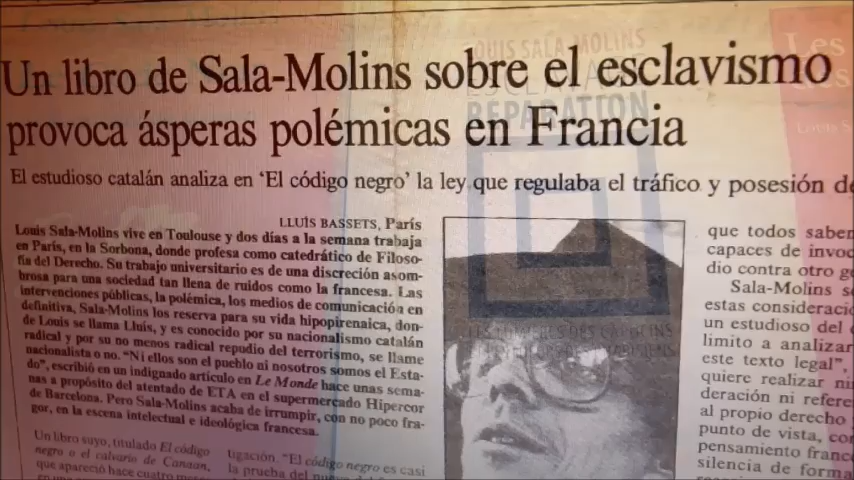 Un libro de Sala-Molins sobre el esclavismo
provoca ásperas polémicas en Francia
El estudioso catalán analiza en ‘El código negro’ la ley que regulaba el tráfico y posesión de
LLUÍS BASSETS, París
Louis Sala-Molins vive en Toulouse y dos días a la semana trabaja
en París, en la Sorbona, donde profesa como catedrático de Filoso-
fía del Derecho. Su trabajo universitario es de una discreción asom-
brosa para una sociedad tan llena de ruidos como la francesa. Las
intervenciones públicas, la polémica, los medios de comunicación en
definitiva, Sala-Molins los reserva para su vida hipopirenaica, don-
de Louis se llama Lluís, y es conocido por su nacionalismo catalán
radical y por su no menos radical repudio del terrorismo, se llame
nacionalista o no. “Ni ellos son el pueblo ni nosotros somos el Esta-
do”, escribió en un indignado artículo en Le Monde hace unas sema-
nas a propósito del atentado de ETA en el supermercado Hipercor
de Barcelona. Pero Sala-Molins acaba de irrumpir, con no poco fra-
gor, en la escena intelectual e ideológica francesa.
Un libro suyo, titulado El código
negro o el calvario de Canaan,
que apareció hace cuatro
tigación. “El código negro es casi
la prueba del
que todos saben
capaces de invoc
dio contra otro g
Sala-Molins s
estas consideracio
un estudioso del
limito a analizar
este texto legal”,
quiere realizar nin
deración ni refere
al propio derecho
punto de vista, con
pensamiento franc
silencia de forma
LOUIS SALA-MOLINS
ESCLAVAGE
RÉPARATION
LES LUMIÈRES DES CAPUCINS
Les
des
Louis S